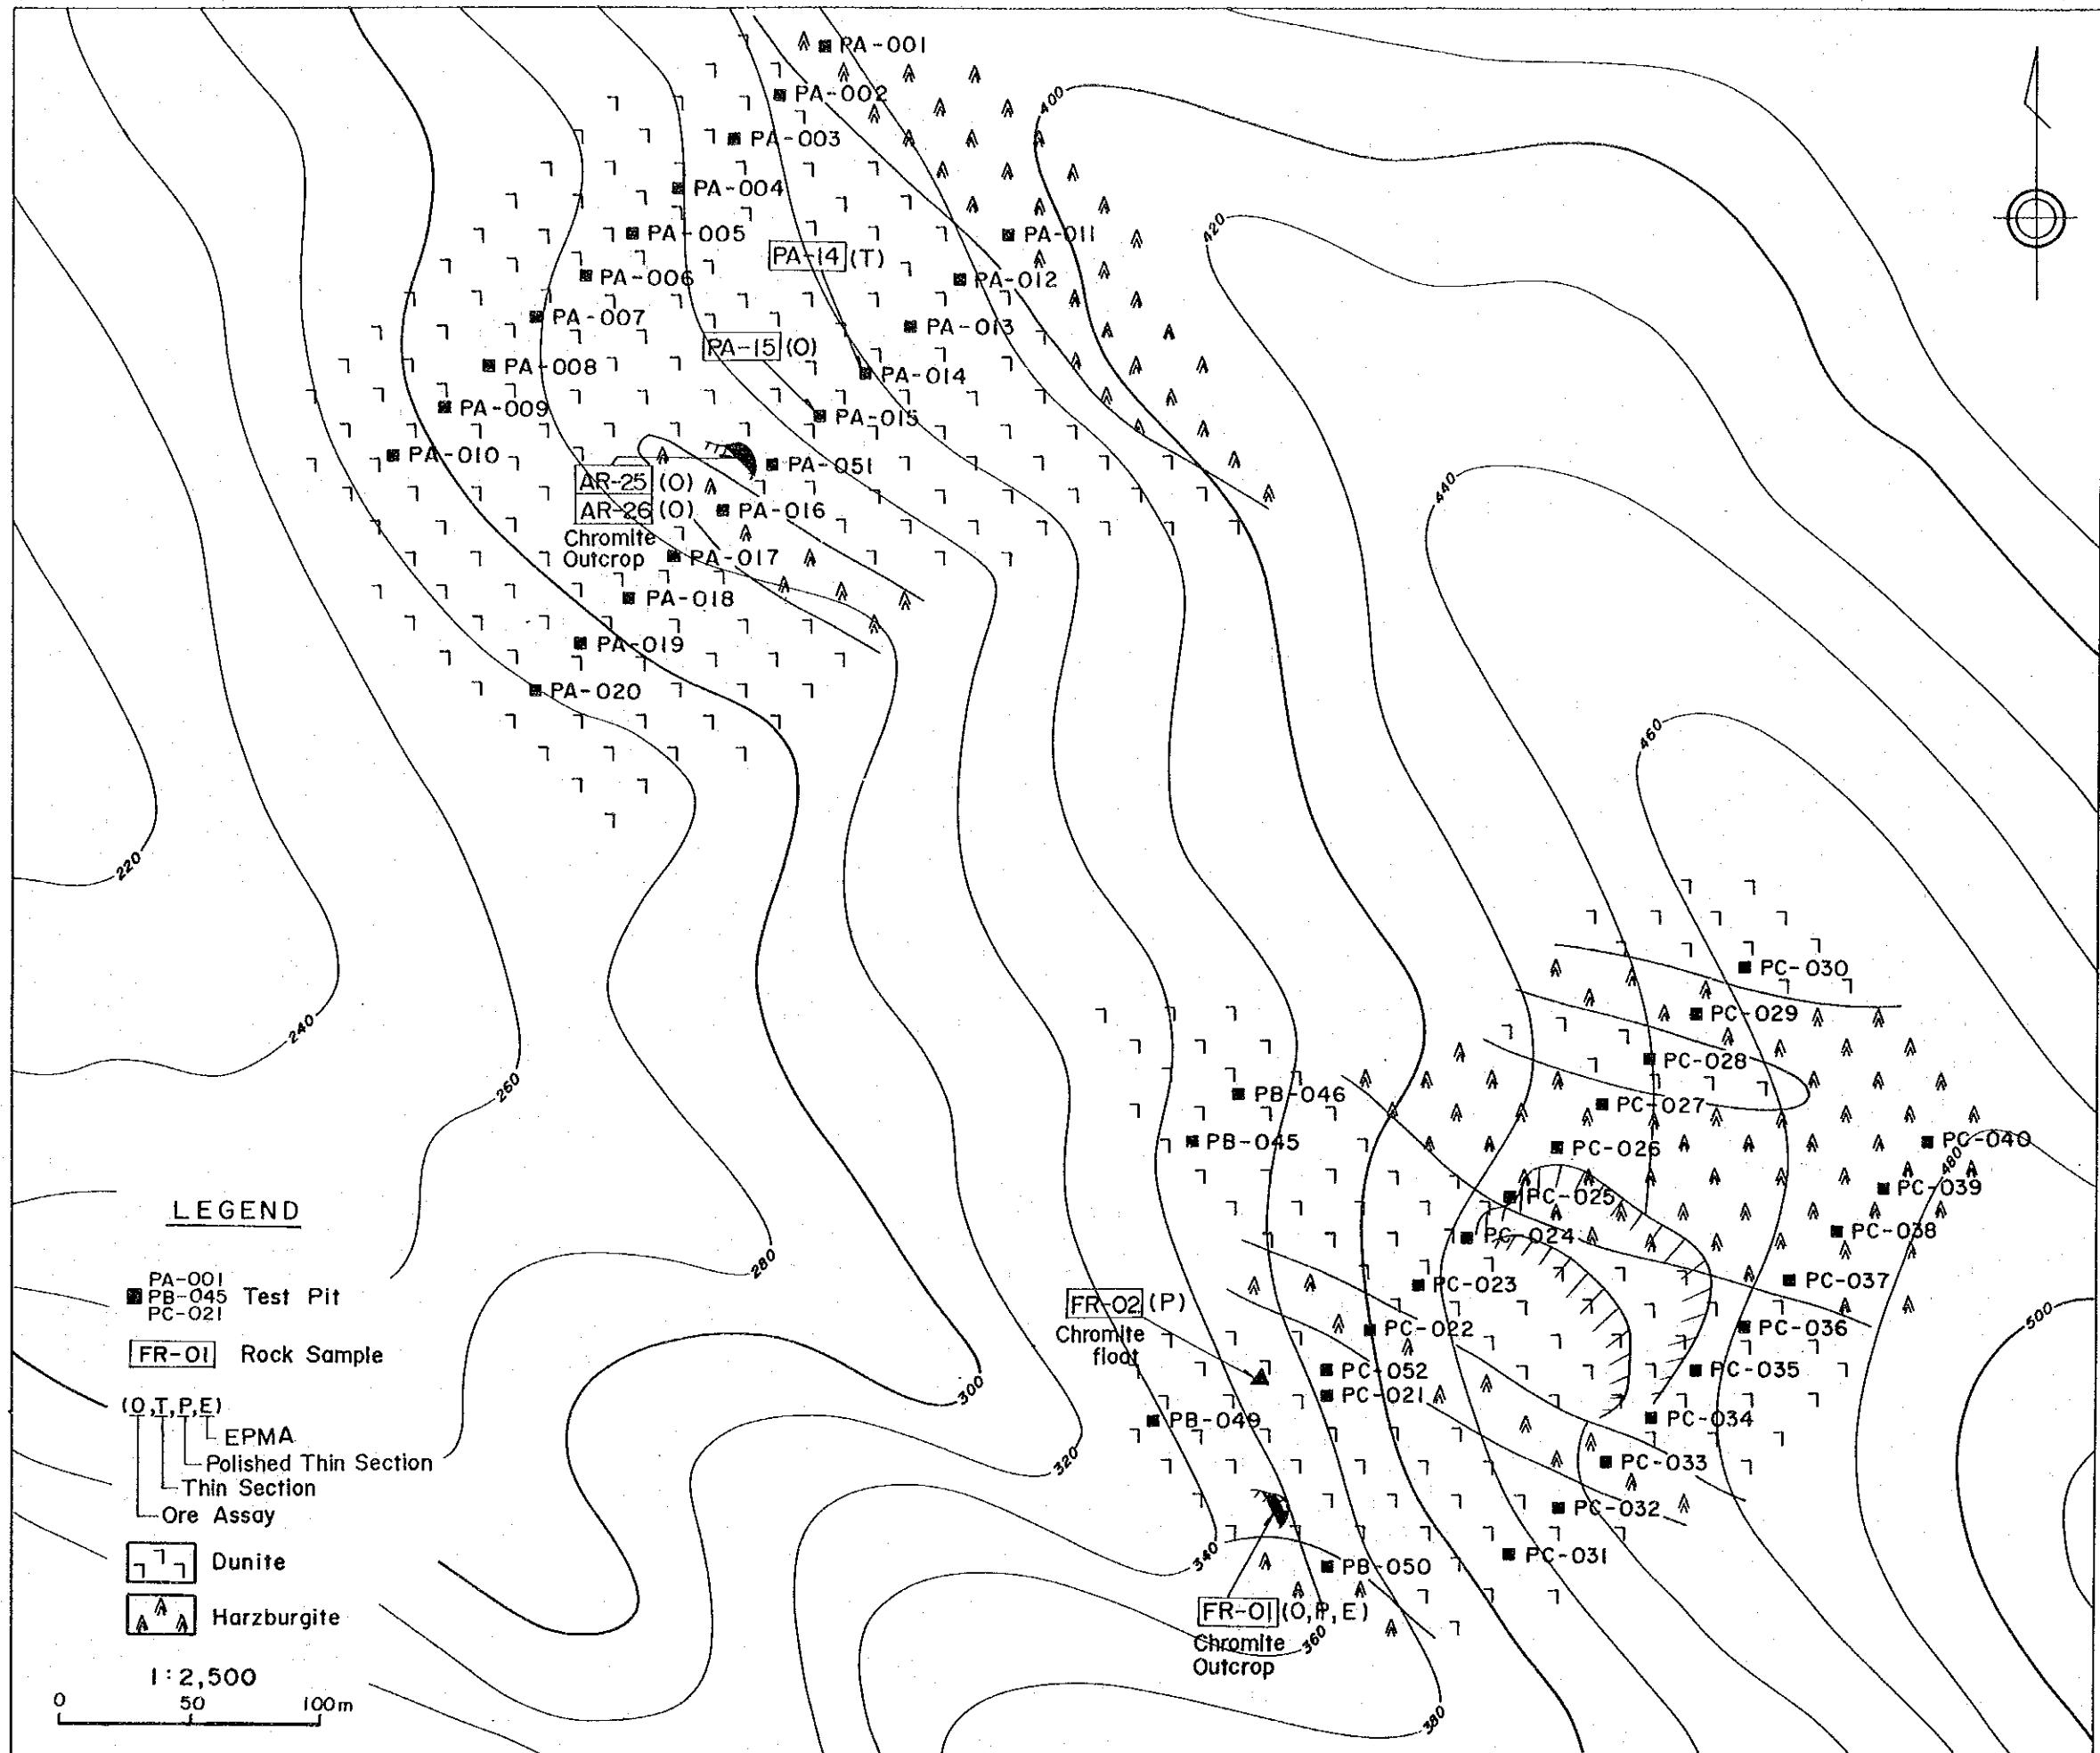 PA-001
PA-002
400
PA-003
PA-004
420
PA-005
PA-011
PA-14 (T)
PA-006
PA-012
PA-007
PA-013
PA-15 (O)
PA-008
PA-014
PA-009
PA-015
PA-010
PA-051
AR-25 (O)
440
AR-26 (O)
PA-016
Chromite
Outcrop
PA-017
PA-018
PA-019
PA-020
460
220
PC-030
PC-029
240
PC-028
260
PB-046
PC-027
PB-045
PC-026
PC-040
480
PC-025
PC-039
PC-024
PC-038
280
PC-023
PC-037
FR-02 (P)
Chromite
float
PC-022
PC-036
500
PC-052
PC-035
300
PC-021
PB-049
PC-034
320
PC-033
PC-032
340
PC-031
PB-050
FR-01 (O,P,E)
Chromite
Outcrop
360
380
LEGEND
PA-001
PB-045
PC-021
Test Pit
FR-01 Rock Sample
(O,T,P,E)
EPMA
Polished Thin Section
Thin Section
Ore Assay
Dunite
Harzburgite
1:2,500
0 50 100m